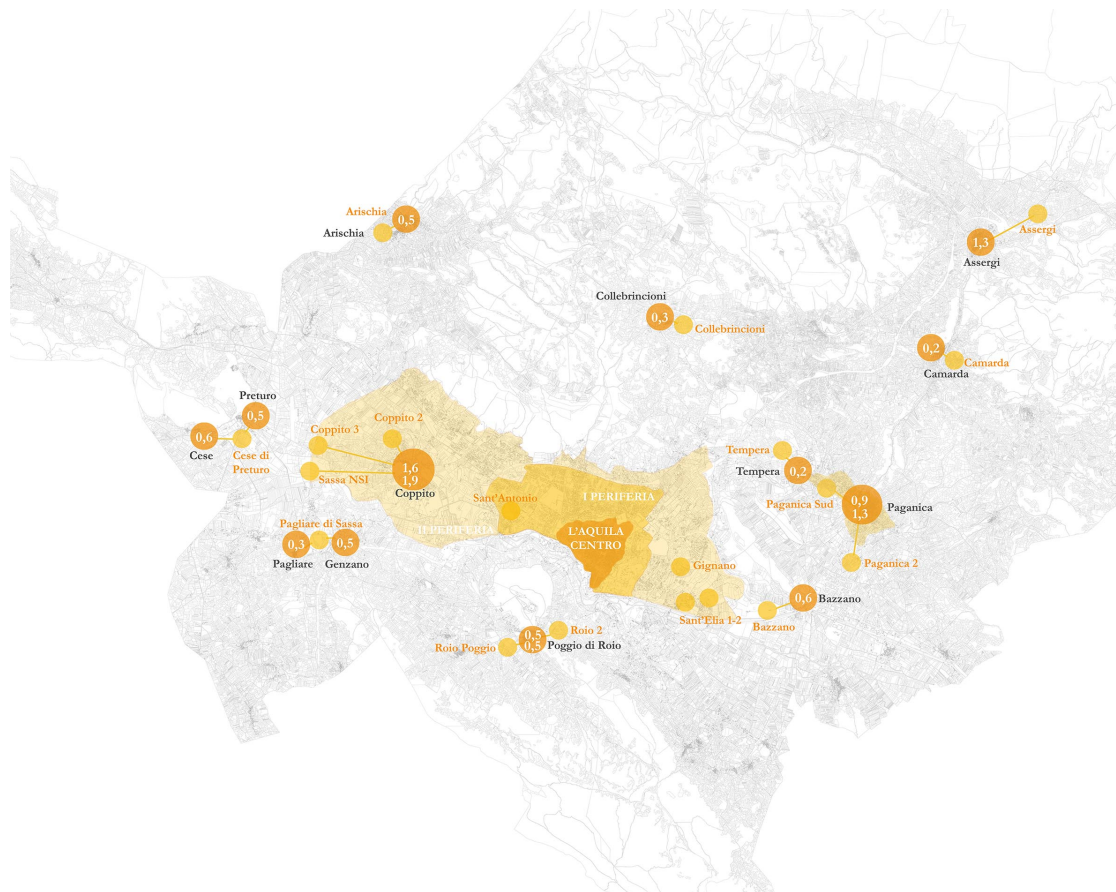 Arischia
0,5
Arischia
Assergi
1,3
Assergi
Collebrincioni
0,3
Collebrincioni
0,2
Camarda
Camarda
Preturo
0,5
0,6
Cese
Cese di
Preturo
Coppito 2
Coppito 3
1,6
1,9
Coppito
Sassa NSI
Tempera
Tempera
0,2
Paganica Sud
0,9
1,3
Paganica
Paganica 2
Sant'Antonio
I PERIFERIA
II PERIFERIA
L'AQUILA
CENTRO
Pagliare di Sassa
0,3
0,5
Pagliare
Genzano
Gignano
Sant'Elia 1-2
0,6
Bazzano
Bazzano
Roio 2
0,5
0,5
Roio Poggio
Poggio di Roio